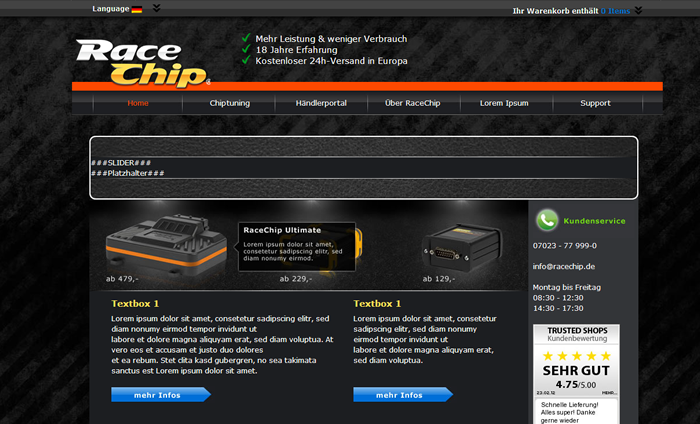 Language
Ihr Warenkorb enthält 0 Items
Race
Chip
Mehr Leistung & weniger Verbrauch
18 Jahre Erfahrung
Kostenloser 24h-Versand in Europa
Home
Chiptuning
Händlerportal
Über RaceChip
Lorem Ipsum
Support
###SLIDER###
###Platzhalter###
RaceChip Ultimate
Lorem ipsum dolor sit amet,
consetetur sadipscing elitr, sed
diam nonumy eirmod.
ab 479,-
ab 229,-
ab 129,-
Textbox 1
Lorem ipsum dolor sit amet, consetetur sadipscing elitr, sed
diam nonumy eirmod tempor invidunt ut
labore et dolore magna aliquyam erat, sed diam voluptua. At
vero eos et accusam et justo duo dolores
et ea rebum. Stet clita kasd gubergren, no sea takimata
sanctus est Lorem ipsum dolor sit amet.
mehr Infos
Textbox 1
Lorem ipsum dolor sit amet, consetetur
sadipscing elitr, sed diam nonumy eirmod
tempor invidunt ut
labore et dolore magna aliquyam erat,
sed diam voluptua.
mehr Infos
Kundenservice
07023 - 77 999-0
info@racechip.de
Montag bis Freitag
08:30 - 12:30
14:30 - 17:30
TRUSTED SHOPS
Kundenbewertung
SEHR GUT
4.75/5.00
23.02.12
MEHR...
Schnelle Lieferung!
Alles super! Danke
gerne wieder